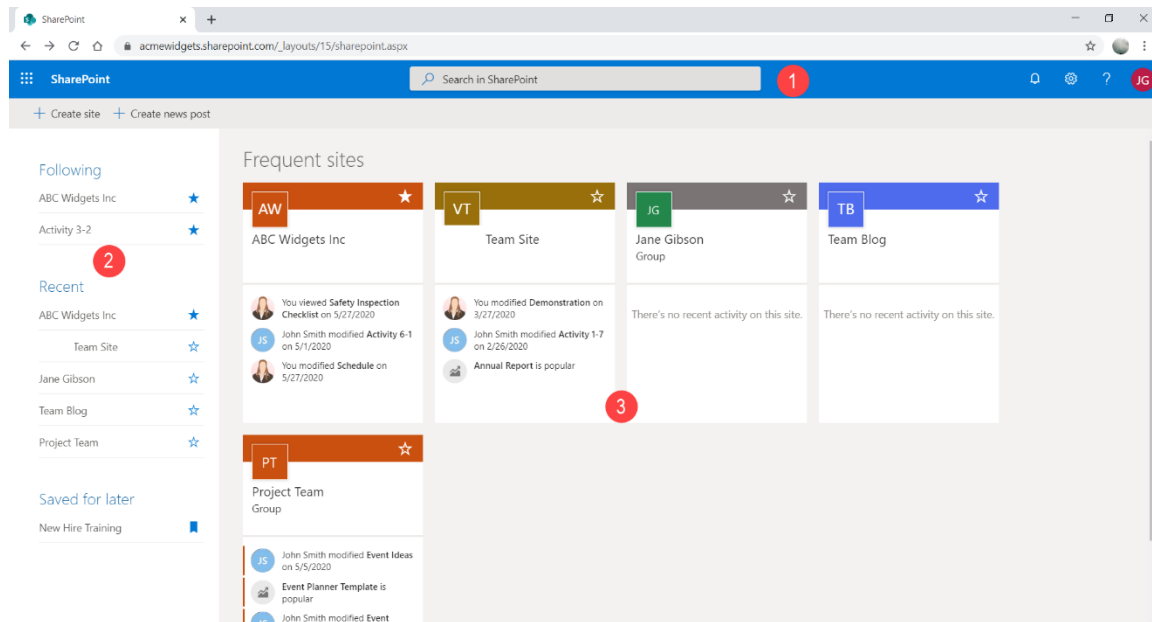 SharePoint
acmewidgets.sharepoint.com/_layouts/15/sharepoint.aspx
SharePoint
Search in SharePoint
1
?
JG
+ Create site + Create news post
Following
ABC Widgets Inc
Activity 3-2
2
Recent
ABC Widgets Inc
Team Site
Jane Gibson
Team Blog
Project Team
Saved for later
New Hire Training
Frequent sites
AW
ABC Widgets Inc
You viewed Safety Inspection
Checklist on 5/27/2020
JS
John Smith modified Activity 6-1
on 5/1/2020
You modified Schedule on
5/27/2020
VT
Team Site
You modified Demonstration on
3/27/2020
JS
John Smith modified Activity 1-7
on 2/26/2020
Annual Report is popular
JG
Jane Gibson
Group
There's no recent activity on this site.
TB
Team Blog
There's no recent activity on this site.
3
PT
Project Team
Group
JS
John Smith modified Event Ideas
on 5/5/2020
Event Planner Template is
popular
JS
John Smith modified Event